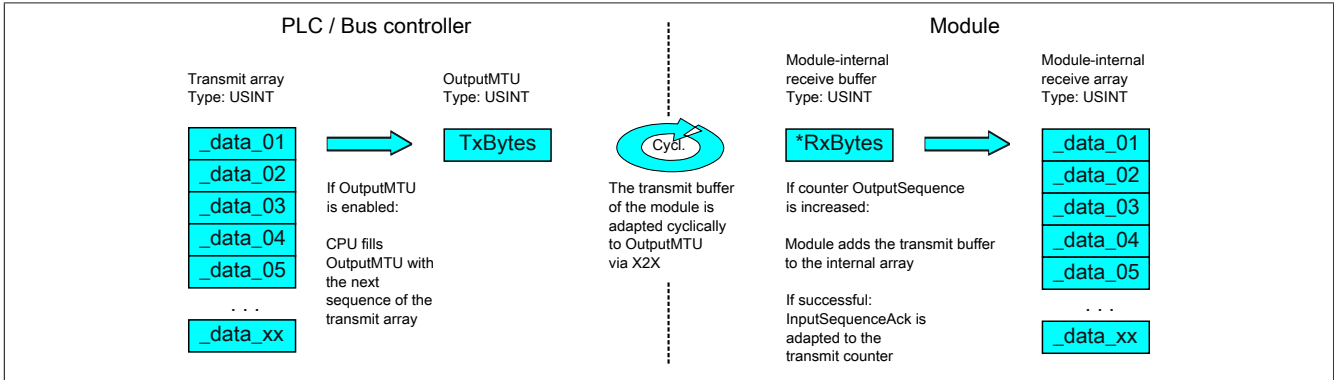 PLC / Bus controller
Module
Transmit array
Type: USINT
_data_01
_data_02
_data_03
_data_04
_data_05
. . .
_data_xx
If OutputMTU
is enabled:
CPU fills
OutputMTU with
the next
sequence of the
transmit array
OutputMTU
Type: USINT
TxBytes
Cycl.
The transmit buffer
of the module is
adapted cyclically
to OutputMTU
via X2X
Module-internal
receive buffer
Type: USINT
*RxBytes
If counter OutputSequence
is increased:
Module adds the transmit buffer
to the internal array
If successful:
InputSequenceAck is
adapted to the
transmit counter
Module-internal
receive array
Type: USINT
_data_01
_data_02
_data_03
_data_04
_data_05
. . .
_data_xx